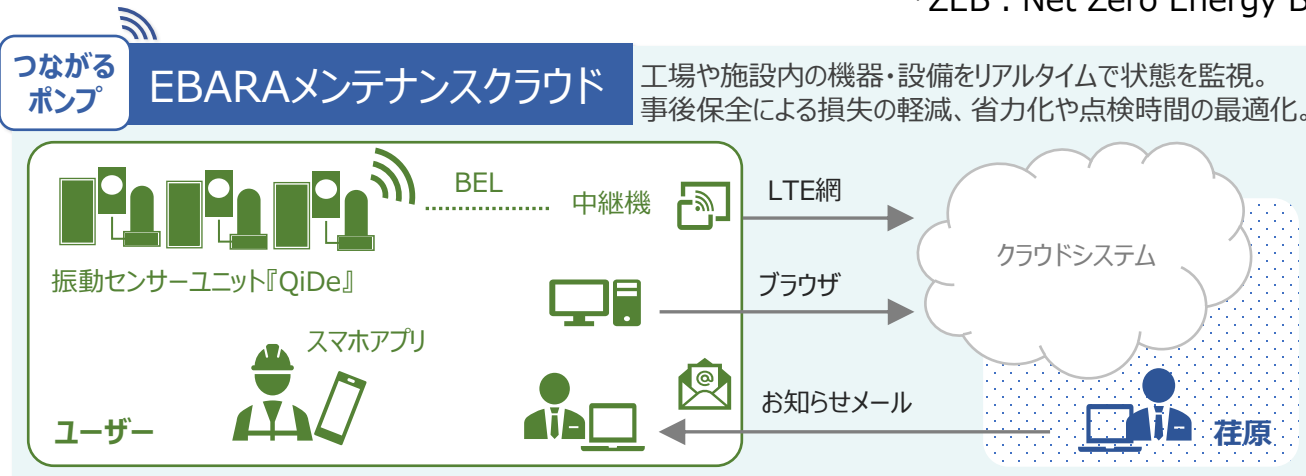 *ZEB : Net Zero Energy B
つながる
ポンプ
EBARAメンテナンスクラウド
工場や施設内の機器・設備をリアルタイムで状態を監視。
事後保全による損失の軽減、省力化や点検時間の最適化。
BEL
中継機
LTE網
クラウドシステム
振動センサーユニット『QiDe』
ブラウザ
スマホアプリ
お知らせメール
ユーザー
荏原